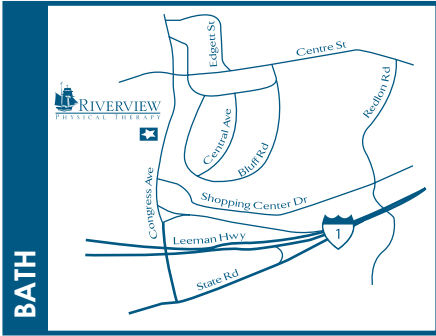 Edgett St
Centre St
Redlon Rd
RIVERVIEW
PHYSICAL THERAPY
Central Ave
Bluff Rd
Congress Ave
Shopping Center Dr
Leeman Hwy
1
State Rd
BATH